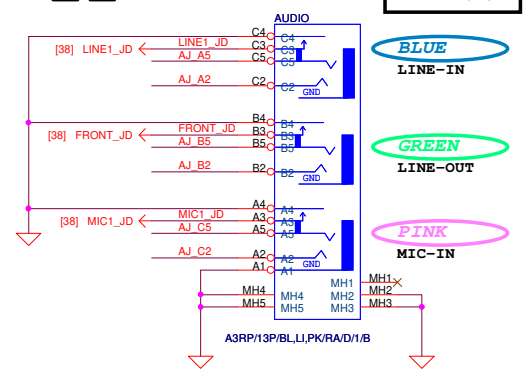 AUDIO
C4 C4
[38] LINE1_JD LINE1_JD C3 C3
AJ_A5 C5 C5
AJ_A2 C2 C2
GND
BLUE
LINE-IN
B4 B4
[38] FRONT_JD FRONT_JD B3 B3
AJ_B5 B5 B5
AJ_B2 B2 B2
GND
GREEN
LINE-OUT
A4 A4
[38] MIC1_JD MIC1_JD A3 A3
AJ_C5 A5 A5
AJ_C2 A2 A2
GND
A1 A1
PINK
MIC-IN
MH1 MH1
MH4 MH4 MH2 MH2
MH5 MH5 MH3 MH3
A3RP/13P/BL,LI,PK/RA/D/1/B